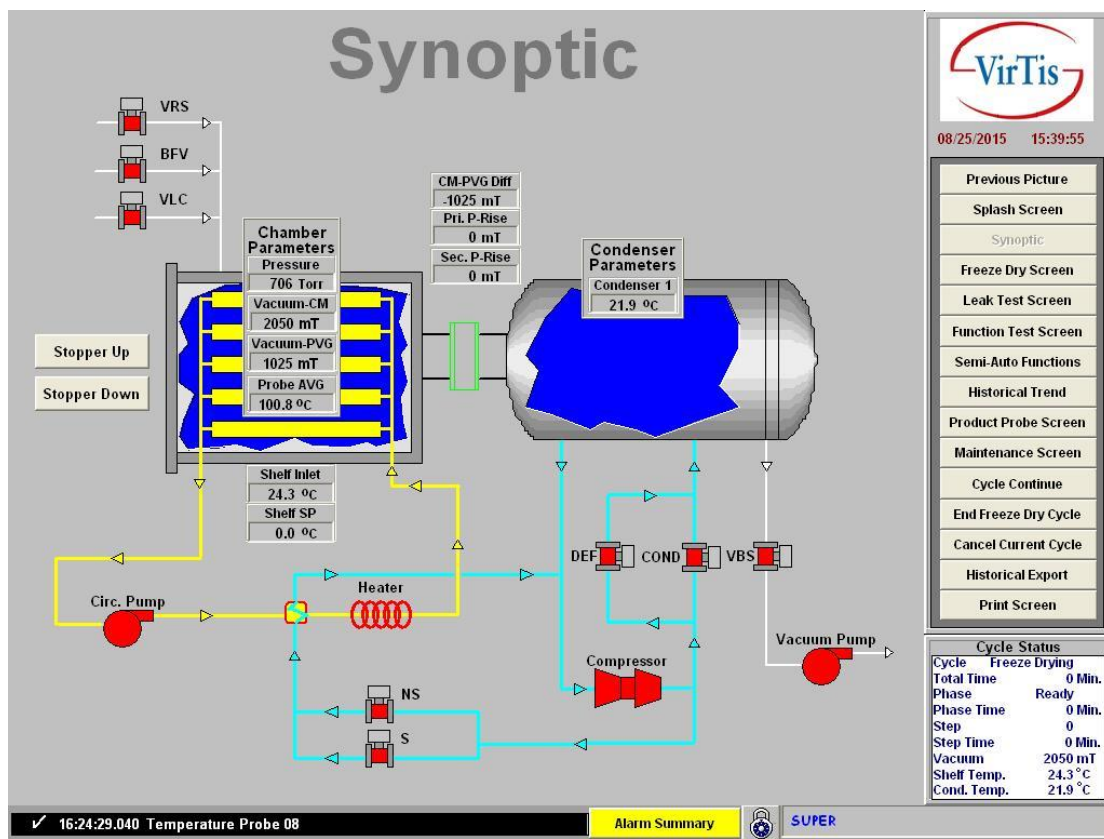 Synoptic
VRS
BFV
VLC
CM-PVG Diff
-1025 mT
Pri. P-Rise
0 mT
Sec. P-Rise
0 mT
Chamber
Parameters
Pressure
706 Torr
Vacuum-CM
2050 mT
Vacuum-PVG
1025 mT
Probe AVG
100.8 ºC
Condenser
Parameters
Condenser 1
21.9 ºC
Stopper Up
Stopper Down
Shelf Inlet
24.3 ºC
Shelf SP
0.0 ºC
DEF
COND
VBS
Circ. Pump
Heater
Compressor
Vacuum Pump
NS
S
VirTis
08/25/2015 15:39:55
Previous Picture
Splash Screen
Synoptic
Freeze Dry Screen
Leak Test Screen
Function Test Screen
Semi-Auto Functions
Historical Trend
Product Probe Screen
Maintenance Screen
Cycle Continue
End Freeze Dry Cycle
Cancel Current Cycle
Historical Export
Print Screen
Cycle Status
Cycle Freeze Drying
Total Time 0 Min.
Phase Ready
Phase Time 0 Min.
Step 0
Step Time 0 Min.
Vacuum 2050 mT
Shelf Temp. 24.3 °C
Cond. Temp. 21.9 °C
✓ 16:24:29.040 Temperature Probe 08
Alarm Summary
SUPER